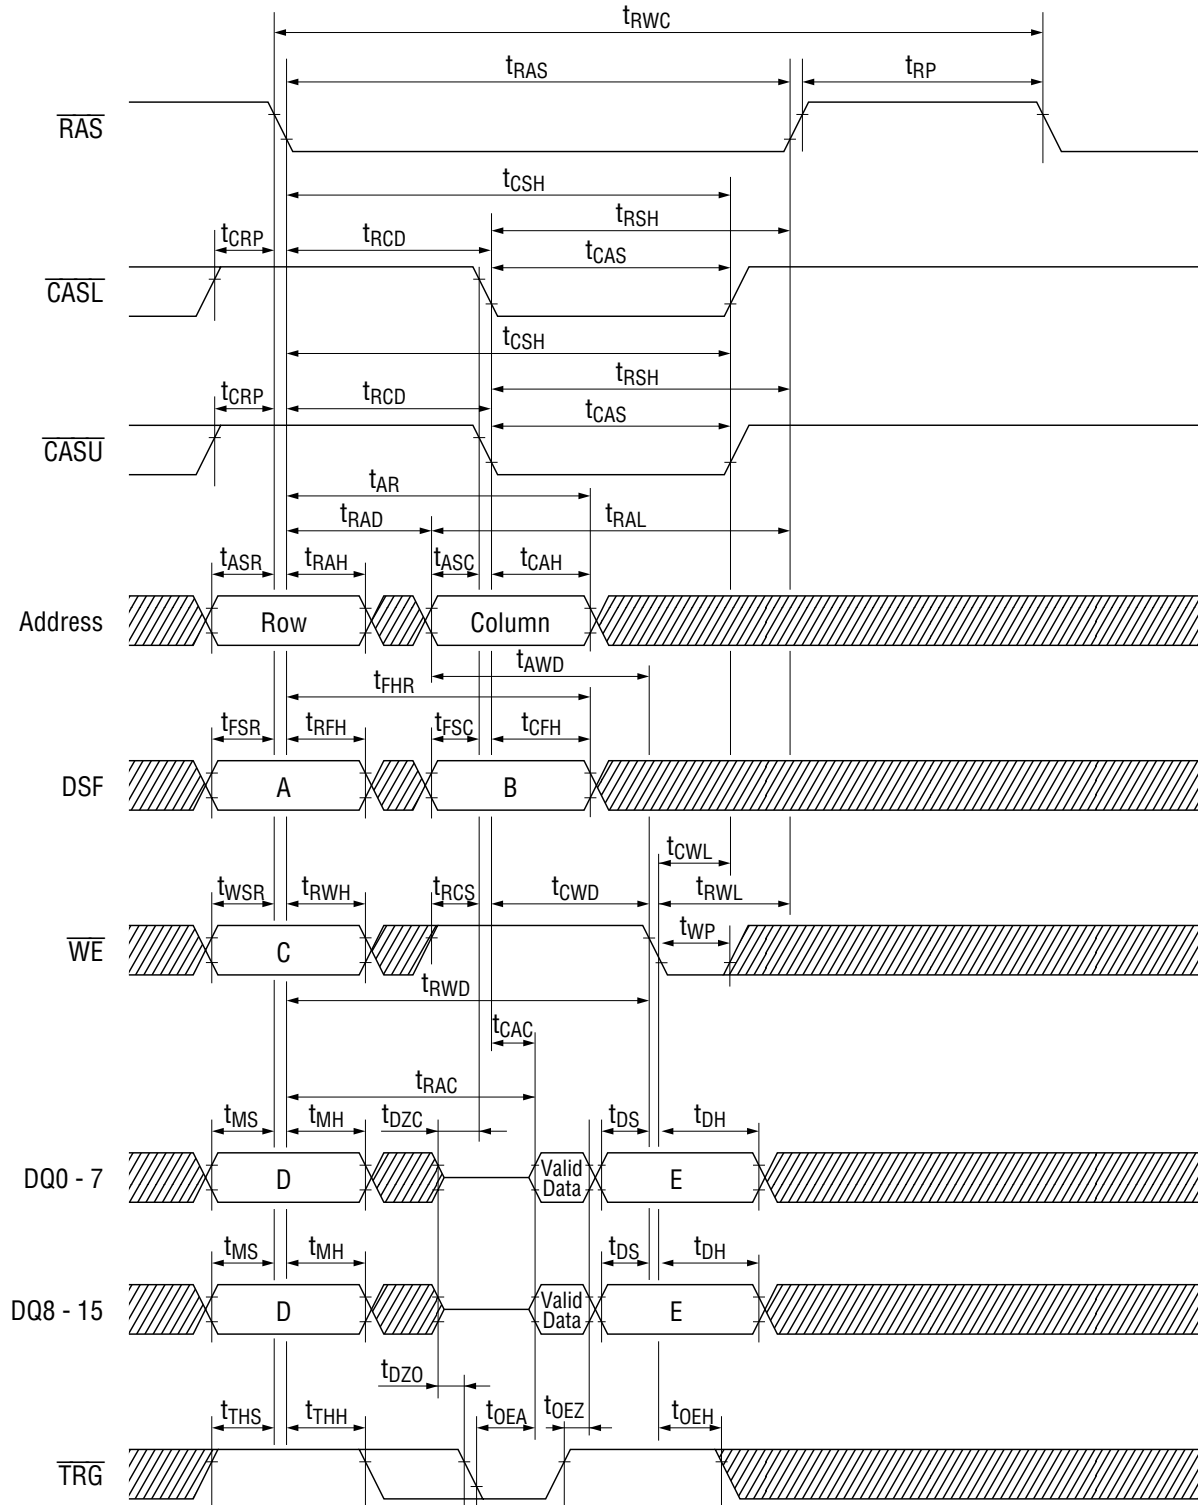 tRWC
tRAS tRP
RAS
tCSH
tRSH
tCRP tRCD tCAS
CASL
tCSH
tRSH
tCRP tRCD tCAS
CASU
tAR
tRAD tRAL
tASR tRAH tASC tCAH
Address Row Column
tAWD
tFHR
tFSR tRFH tFSC tCFH
DSF A B
tCWL
tWSR tRWH tRCS tCWD tRWL
tWP
WE C
tRWD
tCAC
tRAC
tMS tMH tDZC tDS tDH
DQ0 - 7 D Valid Data E
tMS tMH tDS tDH
DQ8 - 15 D Valid Data E
tDZO
tTHS tTHH tOEA tOEZ tOEH
TRG